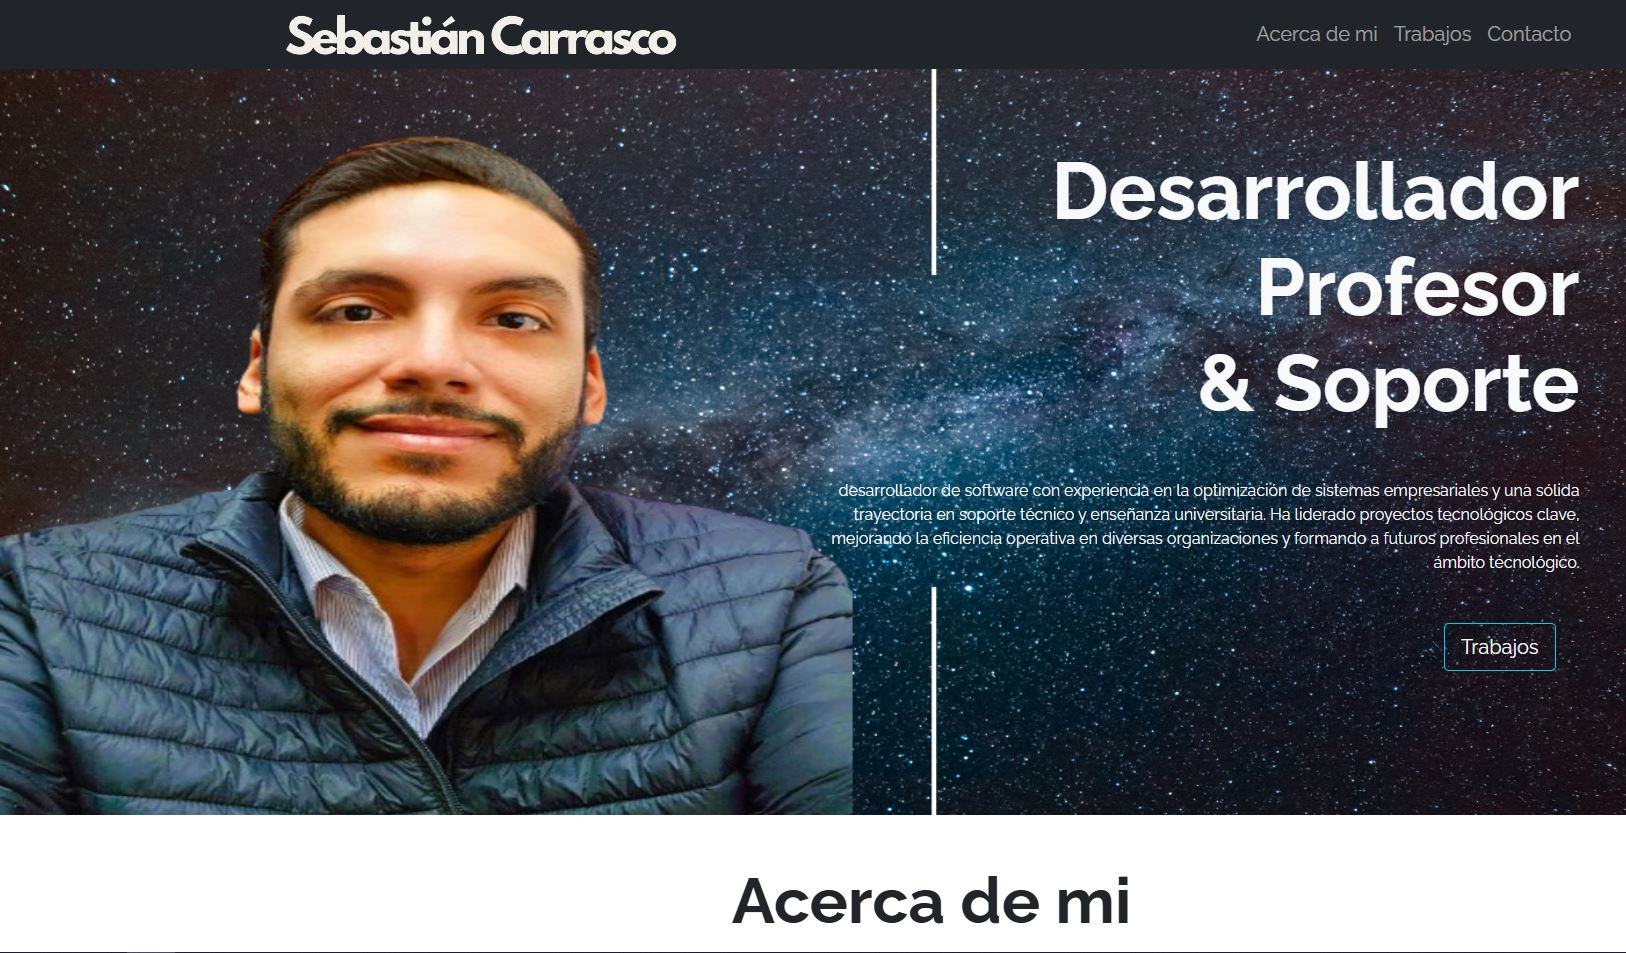 Sebastián Carrasco
Acerca de mi Trabajos Contacto
Desarrollador
Profesor
& Soporte
desarrollador de software con experiencia en la optimización de sistemas empresariales y una sólida
trayectoria en soporte técnico y enseñanza universitaria. Ha liderado proyectos tecnológicos clave,
mejorando la eficiencia operativa en diversas organizaciones y formando a futuros profesionales en el
ámbito tecnológico.
Trabajos
Acerca de mi